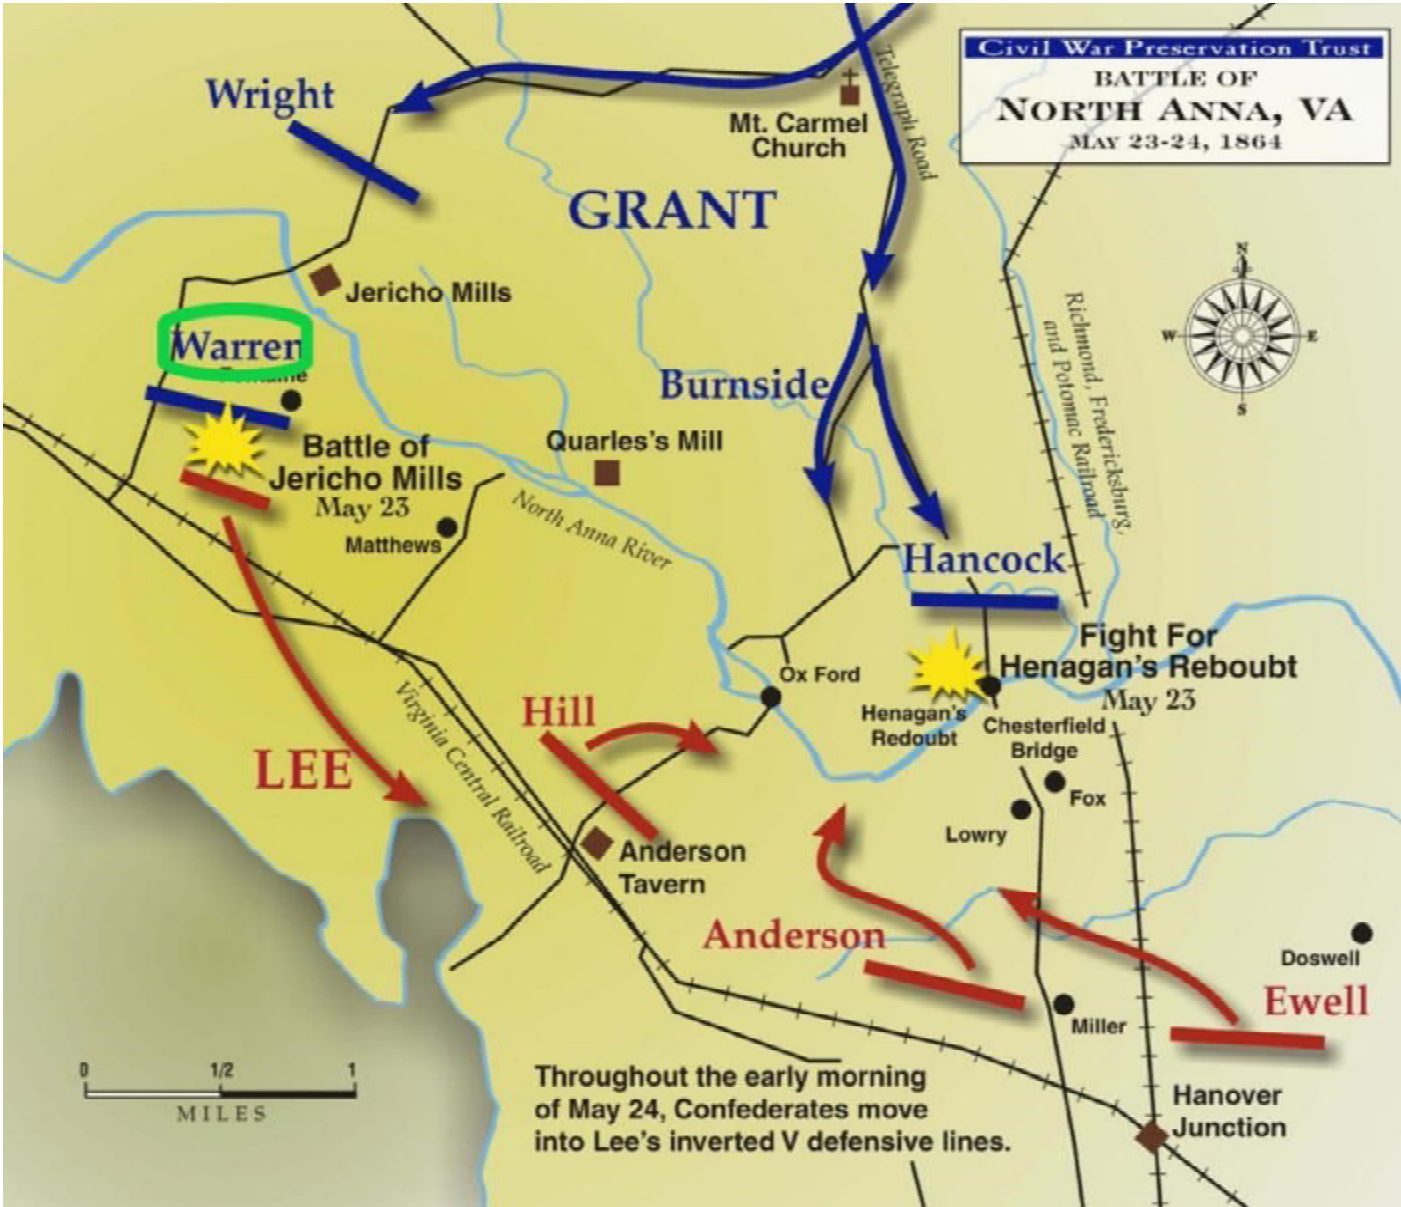 Civil War Preservation Trust
BATTLE OF
NORTH ANNA, VA
MAY 23-24, 1864
Telegraph Road
Wright
Mt. Carmel
Church
GRANT
N
W
E
S
Jericho Mills
Richmond, Fredericksburg,
and Potomac Railroad
Warren
Burnside
Battle of
Jericho Mills
May 23
Quarles's Mill
North Anna River
Matthews
Hancock
Fight For
Henagan's Reboubt
May 23
Ox Ford
Henagan's
Redoubt
Chesterfield
Bridge
Hill
LEE
Virginia Central Railroad
Fox
Lowry
Anderson
Tavern
Anderson
Doswell
Ewell
Miller
0 1/2 1
MILES
Throughout the early morning
of May 24, Confederates move
into Lee's inverted V defensive lines.
Hanover
Junction